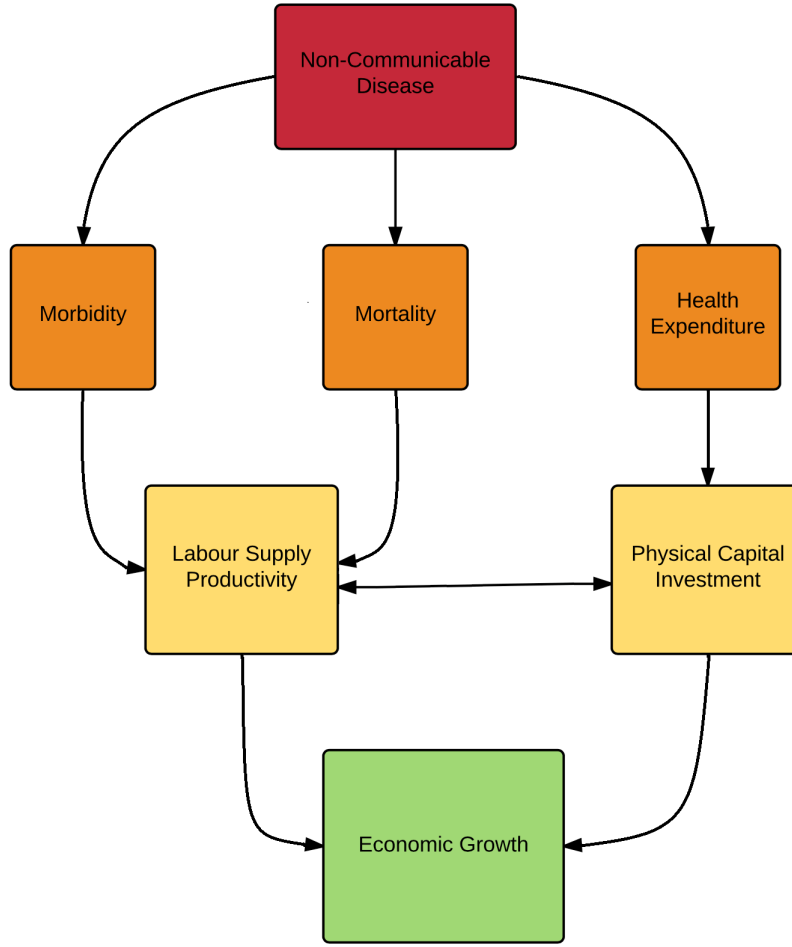 Non-Communicable
Disease
Morbidity
Mortality
Health
Expenditure
Labour Supply
Productivity
Physical Capital
Investment
Economic Growth